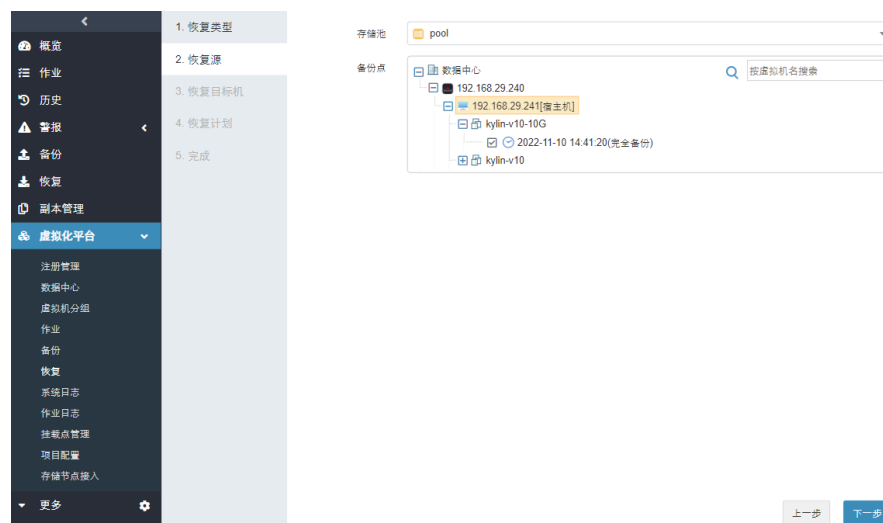 概览
作业
历史
警报
备份
恢复
副本管理
虚拟化平台
注册管理
数据中心
虚拟机分组
作业
备份
恢复
系统日志
作业日志
挂载点管理
项目配置
存储节点接入
更多
1. 恢复类型
2. 恢复源
3. 恢复目标机
4. 恢复计划
5. 完成
存储池
pool
备份点
数据中心
按虚拟机名搜索
192.168.29.240
192.168.29.241[宿主机]
kylin-v10-10G
2022-11-10 14:41:20(完全备份)
kylin-v10
上一步
下一步